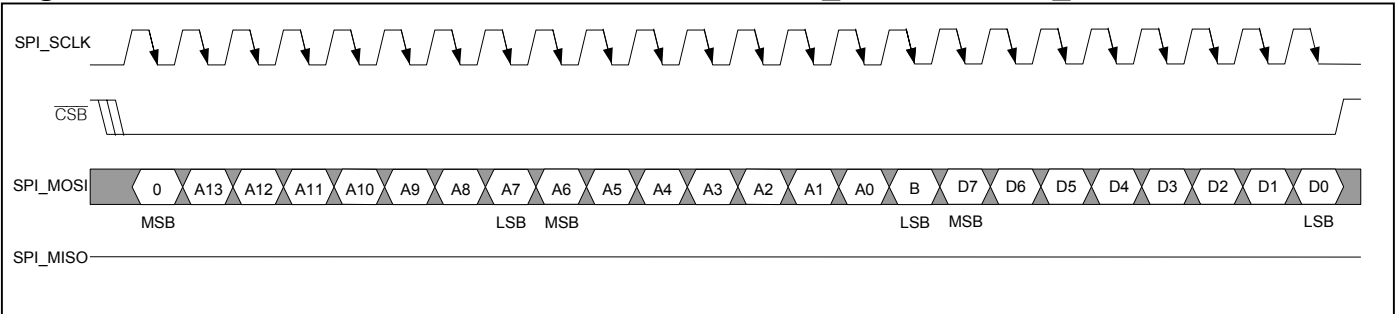 SPI_SCLK
CSB
SPI_MOSI 0 A13 A12 A11 A10 A9 A8 A7 A6 A5 A4 A3 A2 A1 A0 B D7 D6 D5 D4 D3 D2 D1 D0
MSB LSB MSB LSB MSB LSB
SPI_MISO